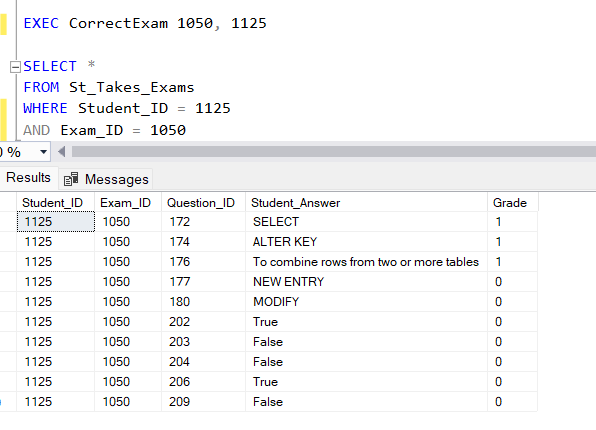 EXEC CorrectExam 1050, 1125
SELECT *
FROM St_Takes_Exams
WHERE Student_ID = 1125
AND Exam_ID = 1050
0 %
Results Messages
Student_ID Exam_ID Question_ID Student_Answer Grade
1125 1050 172 SELECT 1
1125 1050 174 ALTER KEY 1
1125 1050 176 To combine rows from two or more tables 1
1125 1050 177 NEW ENTRY 0
1125 1050 180 MODIFY 0
1125 1050 202 True 0
1125 1050 203 False 0
1125 1050 204 False 0
1125 1050 206 True 0
1125 1050 209 False 0